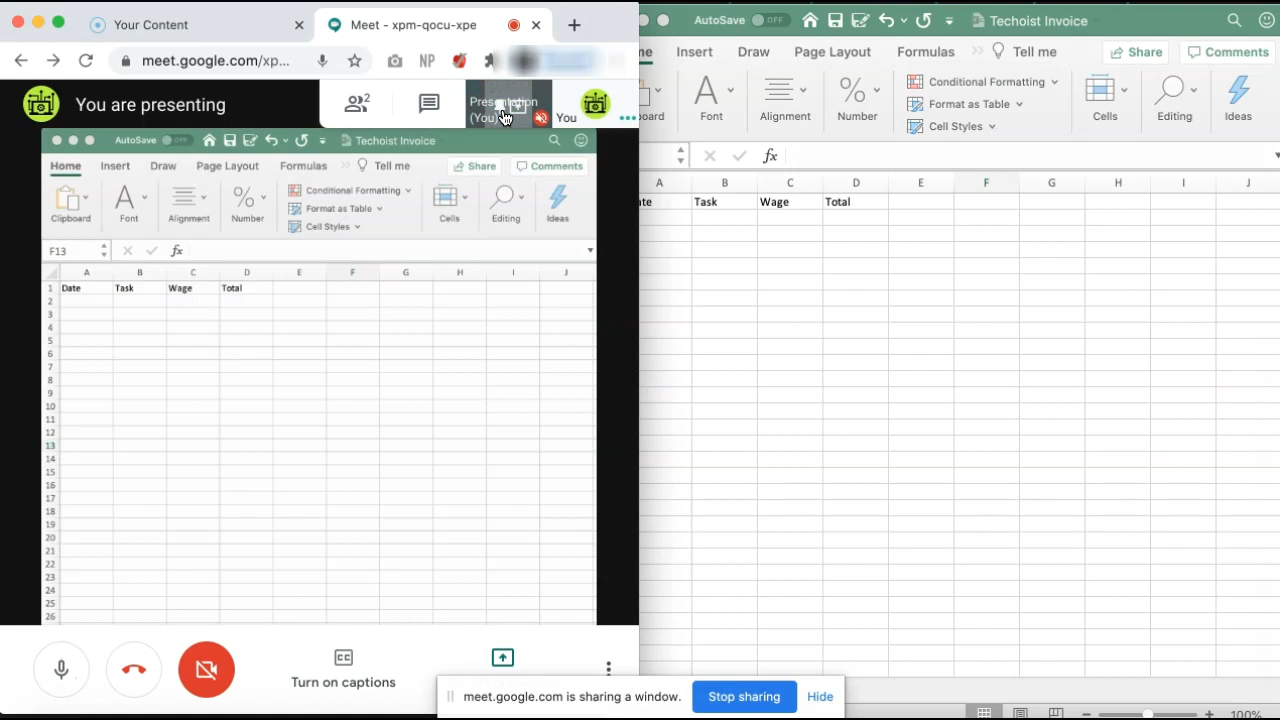 Your Content
Meet - xpm-qocu-xpe
meet.google.com/xp...
NP
You are presenting
2
Presentation
(You)
You
AutoSave OFF
Techoist Invoice
Home Insert Draw Page Layout Formulas Tell me
Share Comments
Clipboard
Font
Alignment
Number
Conditional Formatting
Format as Table
Cell Styles
Cells
Editing
Ideas
F13
fx
A B C D E F G H I J
1 Date Task Wage Total
2
3
4
5
6
7
8
9
10
11
12
13
14
15
16
17
18
19
20
21
22
23
24
25
26
Turn on captions
meet.google.com is sharing a window.
Stop sharing
Hide
AutoSave OFF
Techoist Invoice
Insert Draw Page Layout Formulas Tell me
Share Comments
Font
Alignment
Number
Conditional Formatting
Format as Table
Cell Styles
Cells
Editing
Ideas
fx
A B C D E F G H I J
Task Wage Total
100%